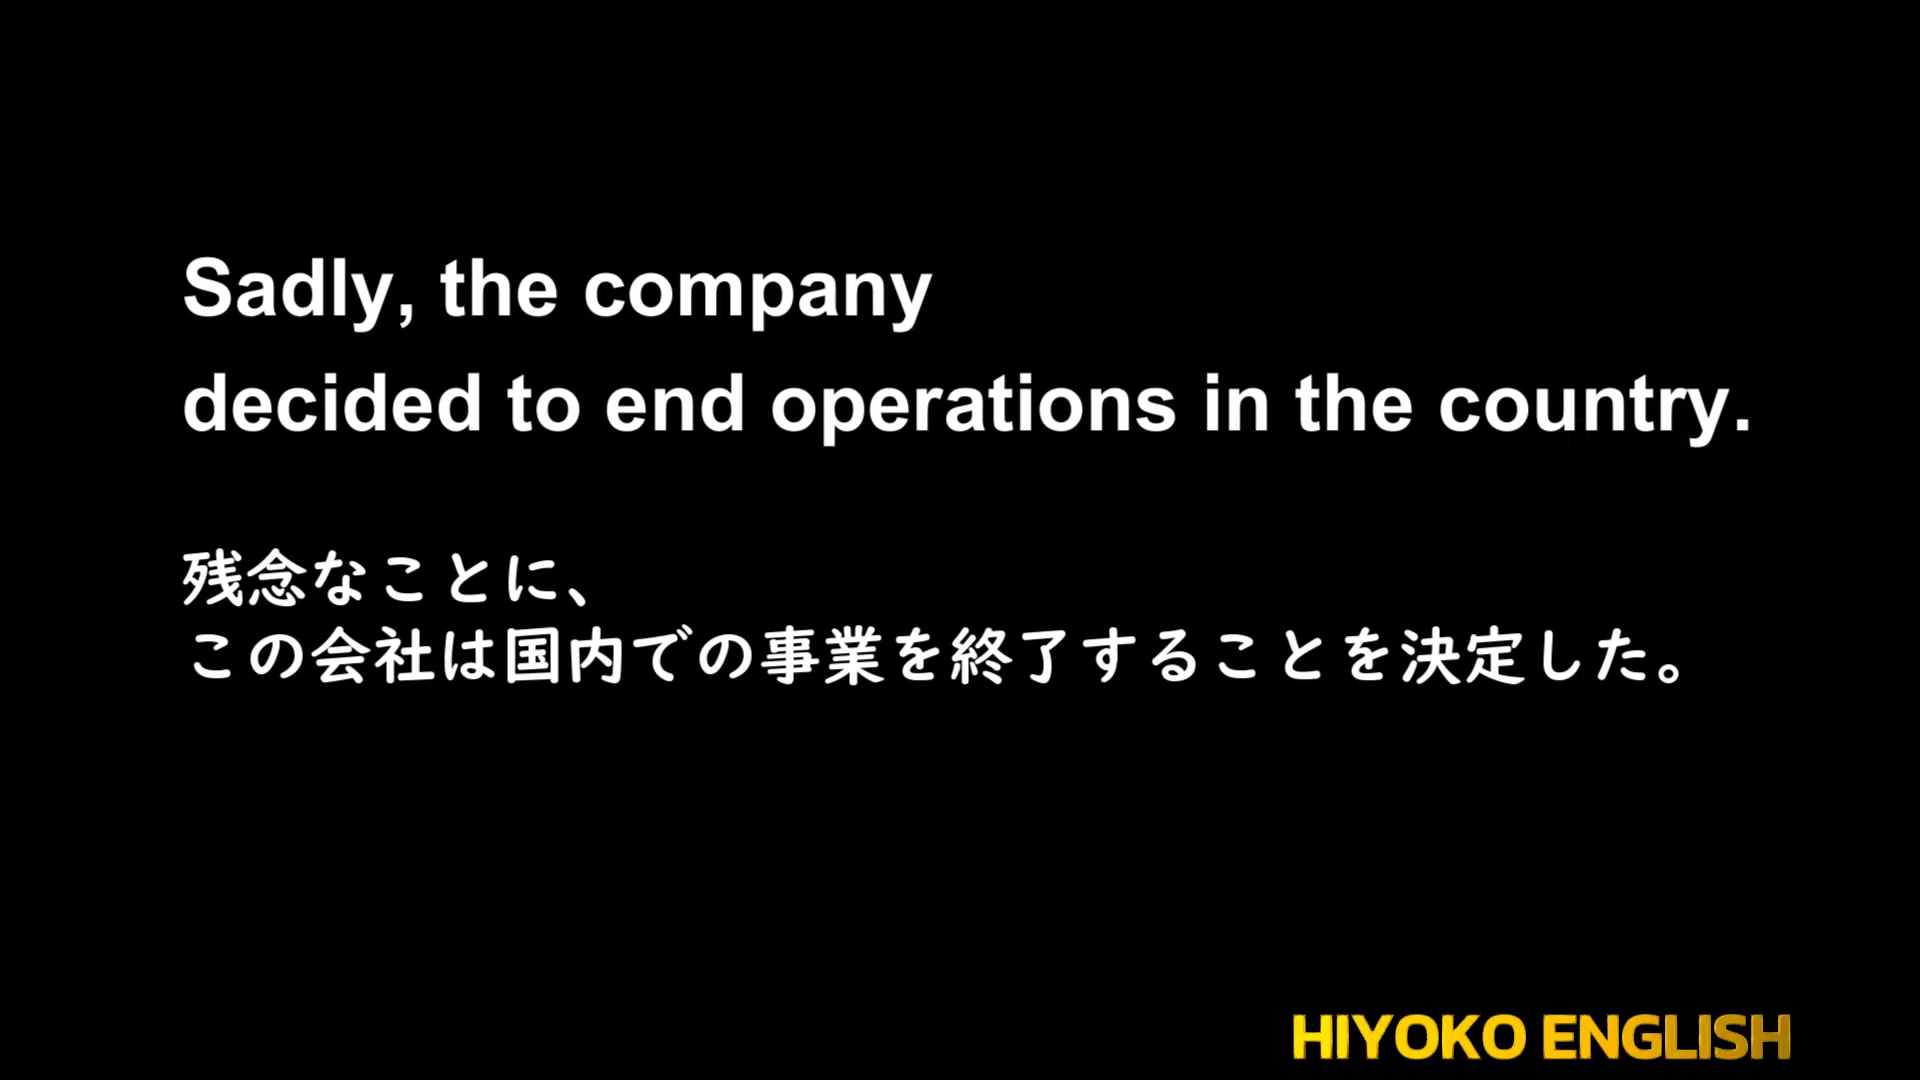 Sadly, the company
decided to end operations in the country.
残念なことに、
この会社は国内での事業を終了することを決定した。
HIYOKO ENGLISH